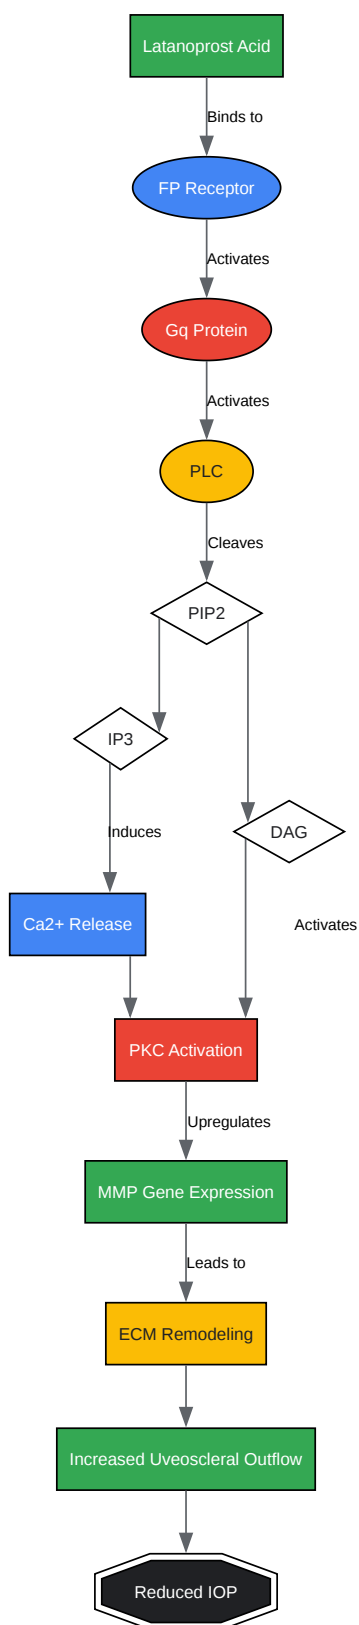 Latanoprost Acid
Binds to
FP Receptor
Activates
Gq Protein
Activates
PLC
Cleaves
PIP2
IP3
Induces
DAG
Ca2+ Release
Activates
PKC Activation
Upregulates
MMP Gene Expression
Leads to
ECM Remodeling
Increased Uveoscleral Outflow
Reduced IOP